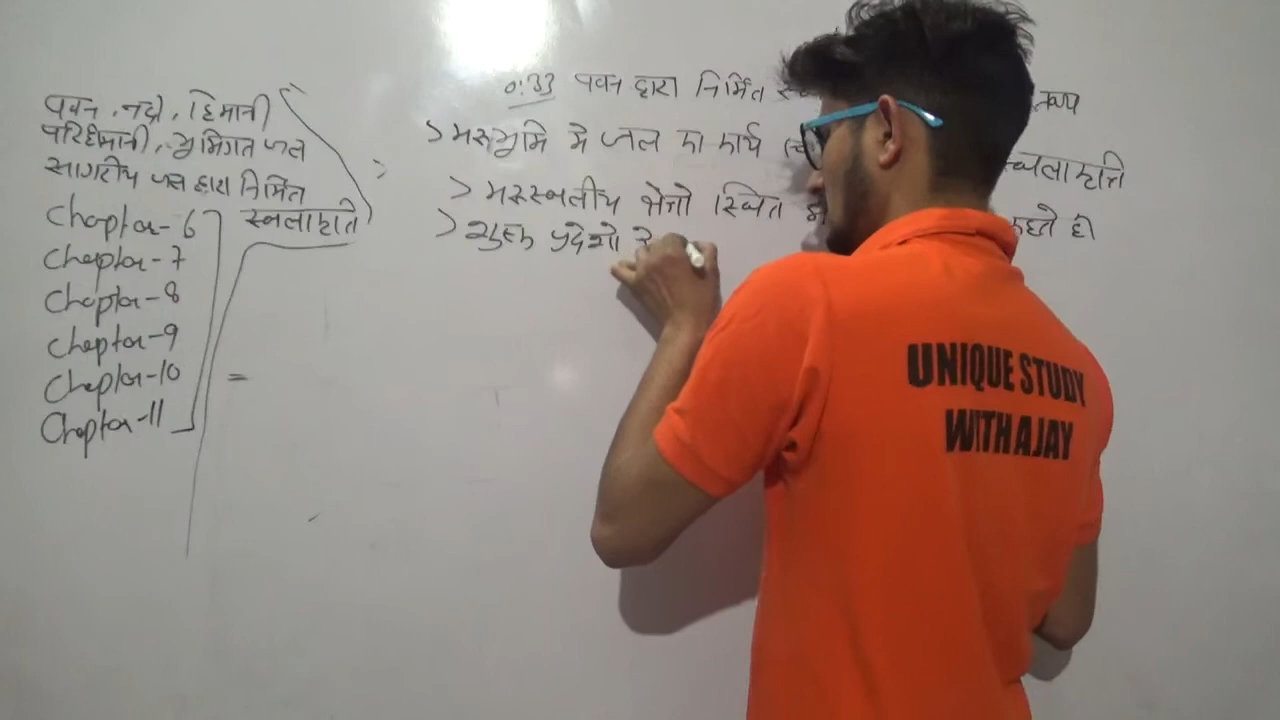 पवन, नदी, हिमानी
परिहिमानी, भूमिगत जल
सागरीय जल द्वारा निर्मित
स्थलाकृति
Chapter-6
Chapter-7
Chapter-8
Chapter-9
Chapter-10
Chapter-11
=
0:33 पवन द्वारा निर्मित
> मरूभूमि में जल का कार्य
> मरुस्थलीय क्षेत्रो स्थित
कहते है
> शुष्क प्रदेशो
UNIQUE STUDY
WITH AJAY